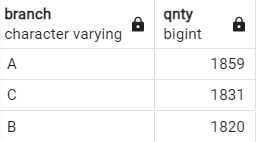 branch qnty
character varying bigint
A 1859
C 1831
B 1820